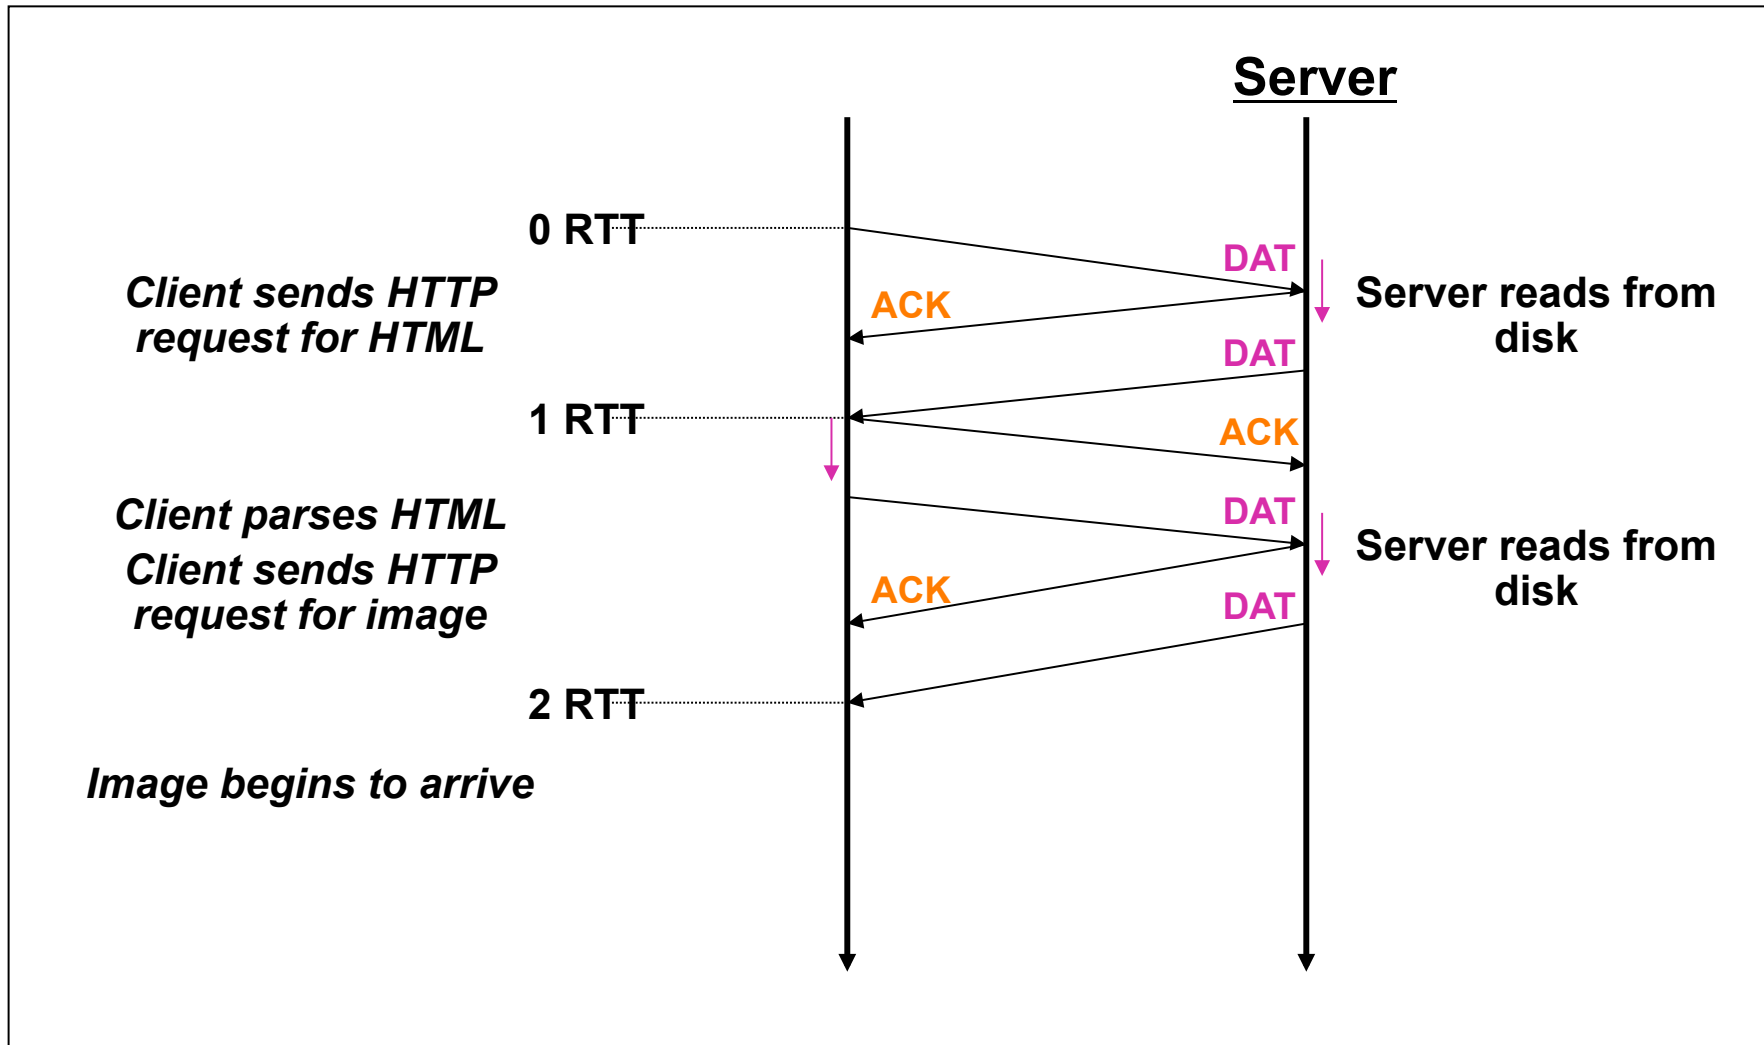 Server
0 RTT
DAT
Client sends HTTP
request for HTML
ACK
Server reads from
disk
DAT
1 RTT
ACK
Client parses HTML
DAT
Client sends HTTP
request for image
ACK
Server reads from
disk
DAT
2 RTT
Image begins to arrive